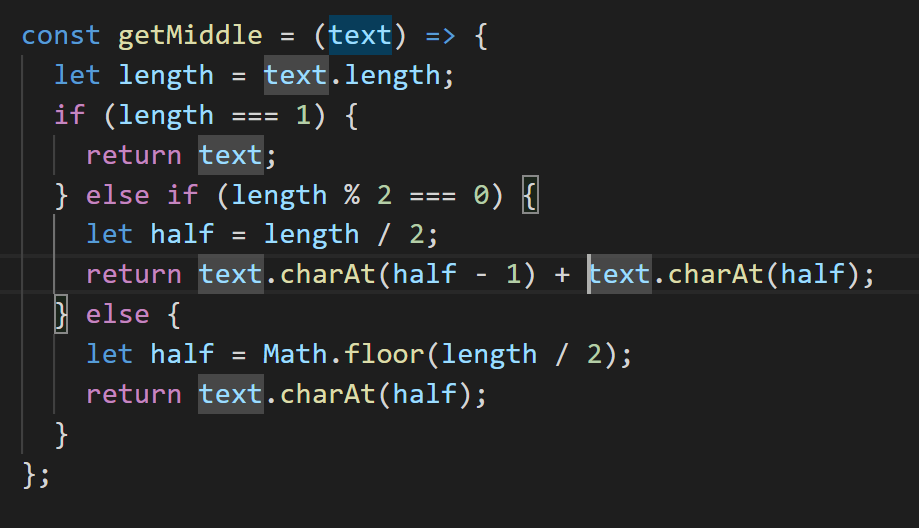 const getMiddle = (text) => {
  let length = text.length;
  if (length === 1) {
    return text;
  } else if (length % 2 === 0) {
    let half = length / 2;
    return text.charAt(half - 1) + text.charAt(half);
  } else {
    let half = Math.floor(length / 2);
    return text.charAt(half);
  }
};